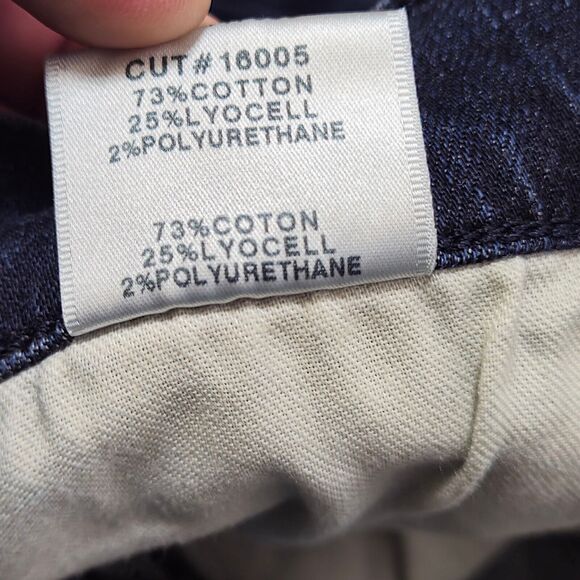 CUT# 16005
73%COTTON
25%LYOCELL
2%POLYURETHANE
73%COTON
25%LYOCELL
2%POLYURETHANE